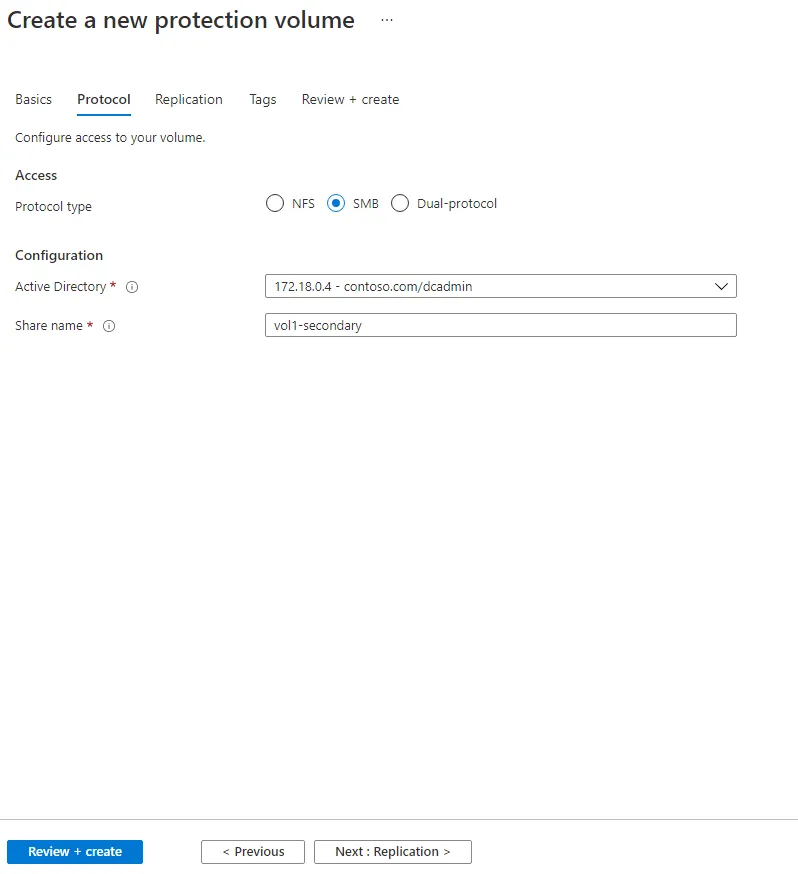 Create a new protection volume ...
Basics Protocol Replication Tags Review + create
Configure access to your volume.
Access
Protocol type NFS SMB Dual-protocol
Configuration
Active Directory * 172.18.0.4 - contoso.com/dcadmin
Share name * vol1-secondary
Review + create < Previous Next : Replication >